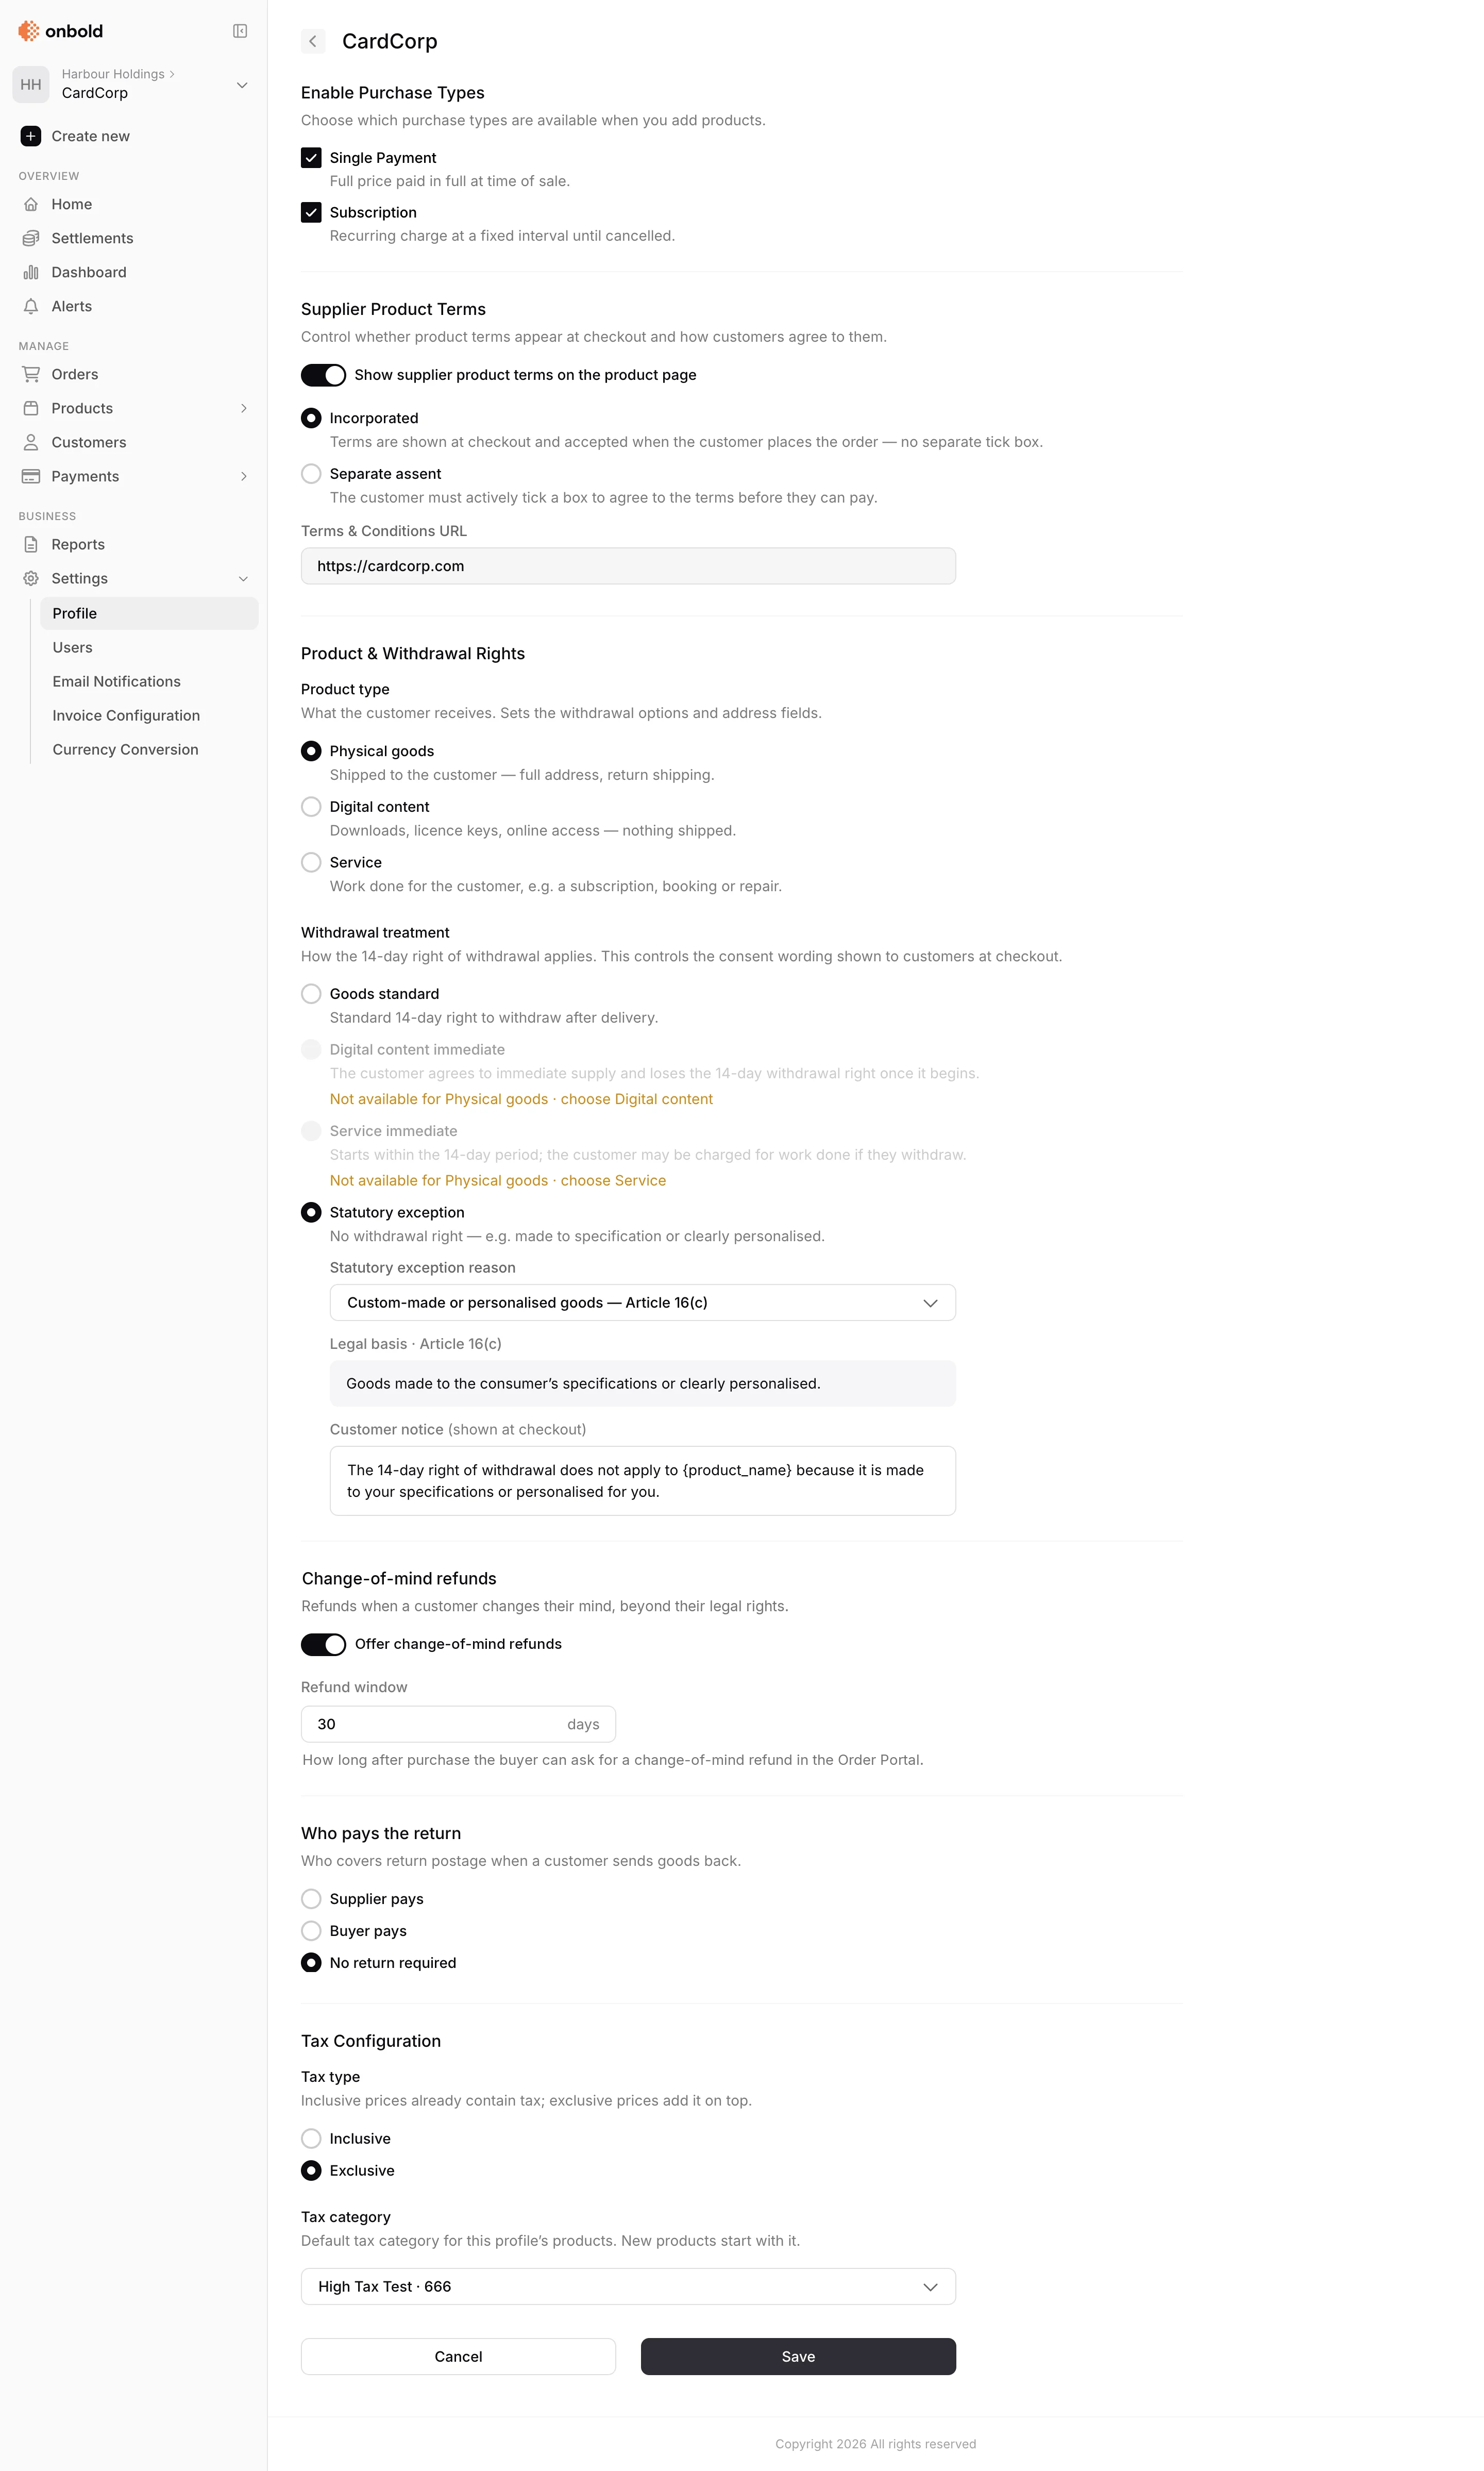 onbold
HH
Harbour Holdings >
CardCorp
Create new
OVERVIEW
Home
Settlements
Dashboard
Alerts
MANAGE
Orders
Products
Customers
Payments
BUSINESS
Reports
Settings
Profile
Users
Email Notifications
Invoice Configuration
Currency Conversion
CardCorp
Enable Purchase Types
Choose which purchase types are available when you add products.
Single Payment
Full price paid in full at time of sale.
Subscription
Recurring charge at a fixed interval until cancelled.
Supplier Product Terms
Control whether product terms appear at checkout and how customers agree to them.
Show supplier product terms on the product page
Incorporated
Terms are shown at checkout and accepted when the customer places the order — no separate tick box.
Separate assent
The customer must actively tick a box to agree to the terms before they can pay.
Terms & Conditions URL
https://cardcorp.com
Product & Withdrawal Rights
Product type
What the customer receives. Sets the withdrawal options and address fields.
Physical goods
Shipped to the customer — full address, return shipping.
Digital content
Downloads, licence keys, online access — nothing shipped.
Service
Work done for the customer, e.g. a subscription, booking or repair.
Withdrawal treatment
How the 14-day right of withdrawal applies. This controls the consent wording shown to customers at checkout.
Goods standard
Standard 14-day right to withdraw after delivery.
Digital content immediate
The customer agrees to immediate supply and loses the 14-day withdrawal right once it begins.
Not available for Physical goods · choose Digital content
Service immediate
Starts within the 14-day period; the customer may be charged for work done if they withdraw.
Not available for Physical goods · choose Service
Statutory exception
No withdrawal right — e.g. made to specification or clearly personalised.
Statutory exception reason
Custom-made or personalised goods — Article 16(c)
Legal basis · Article 16(c)
Goods made to the consumer’s specifications or clearly personalised.
Customer notice (shown at checkout)
The 14-day right of withdrawal does not apply to {product_name} because it is made
to your specifications or personalised for you.
Change-of-mind refunds
Refunds when a customer changes their mind, beyond their legal rights.
Offer change-of-mind refunds
Refund window
30 days
How long after purchase the buyer can ask for a change-of-mind refund in the Order Portal.
Who pays the return
Who covers return postage when a customer sends goods back.
Supplier pays
Buyer pays
No return required
Tax Configuration
Tax type
Inclusive prices already contain tax; exclusive prices add it on top.
Inclusive
Exclusive
Tax category
Default tax category for this profile’s products. New products start with it.
High Tax Test · 666
Cancel
Save
Copyright 2026 All rights reserved